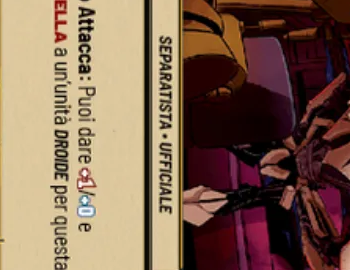 SEPARATISTA • UFFICIALE
Attacca: Puoi dare +1/+0 e
ELLA a un'unità DROIDE per questa